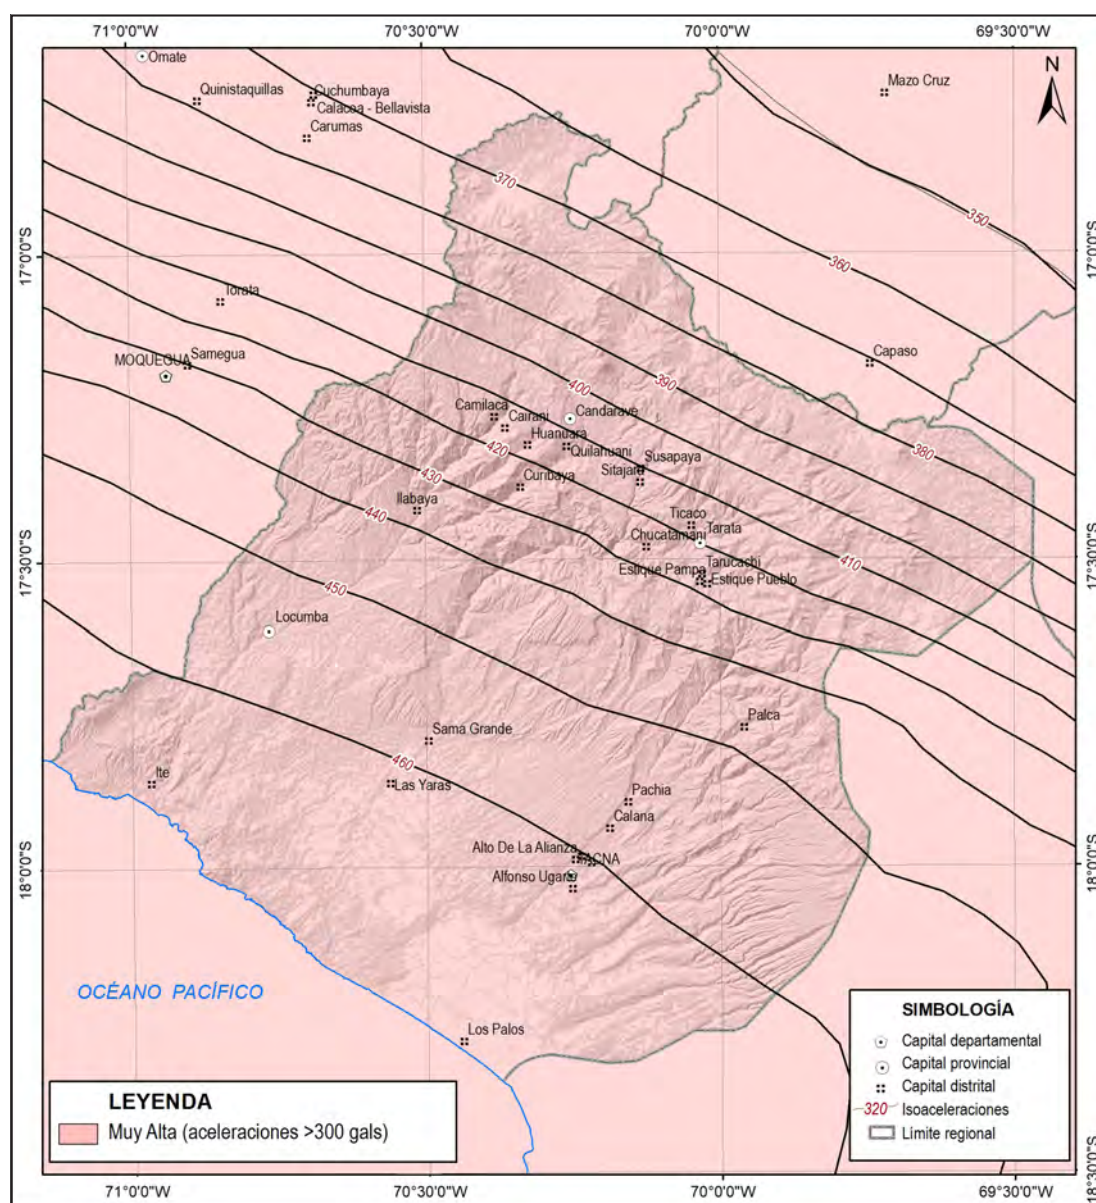 71°0'0"W
70°30'0"W
70°0'0"W
69°30'0"W
Omate
Quinistaquillas
Cuchumbaya
Calacoa - Bellavista
Carumas
Mazo Cruz
N
370
350
360
17°0'0"S
17°0'0"S
Torata
MOQUEGUA
Samegua
Capaso
390
400
Camilaca
Cairani
Candarave
Huanuara
420
Quilahuani
380
430
Susapaya
Sitajara
Curibaya
Ilabaya
440
Ticaco
Tarata
Chucatamani
410
Estique Pampa
Tarucachi
Estique Pueblo
17°30'0"S
17°30'0"S
450
Locumba
Palca
Sama Grande
460
Ite
Las Yaras
Pachia
Calana
Alto De La Alianza
TACNA
Alfonso Ugarte
18°0'0"S
18°0'0"S
OCÉANO PACÍFICO
Los Palos
SIMBOLOGÍA
Capital departamental
Capital provincial
Capital distrital
320 Isoaceleraciones
Límite regional
LEYENDA
Muy Alta (aceleraciones >300 gals)
18°30'0"S
71°0'0"W
70°30'0"W
70°0'0"W
69°30'0"W